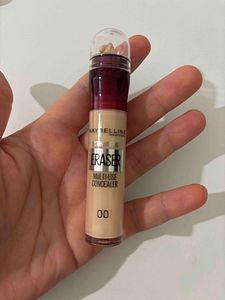 MAYBELLINE
ERASER
MULTI-USE
CONCEALER
00